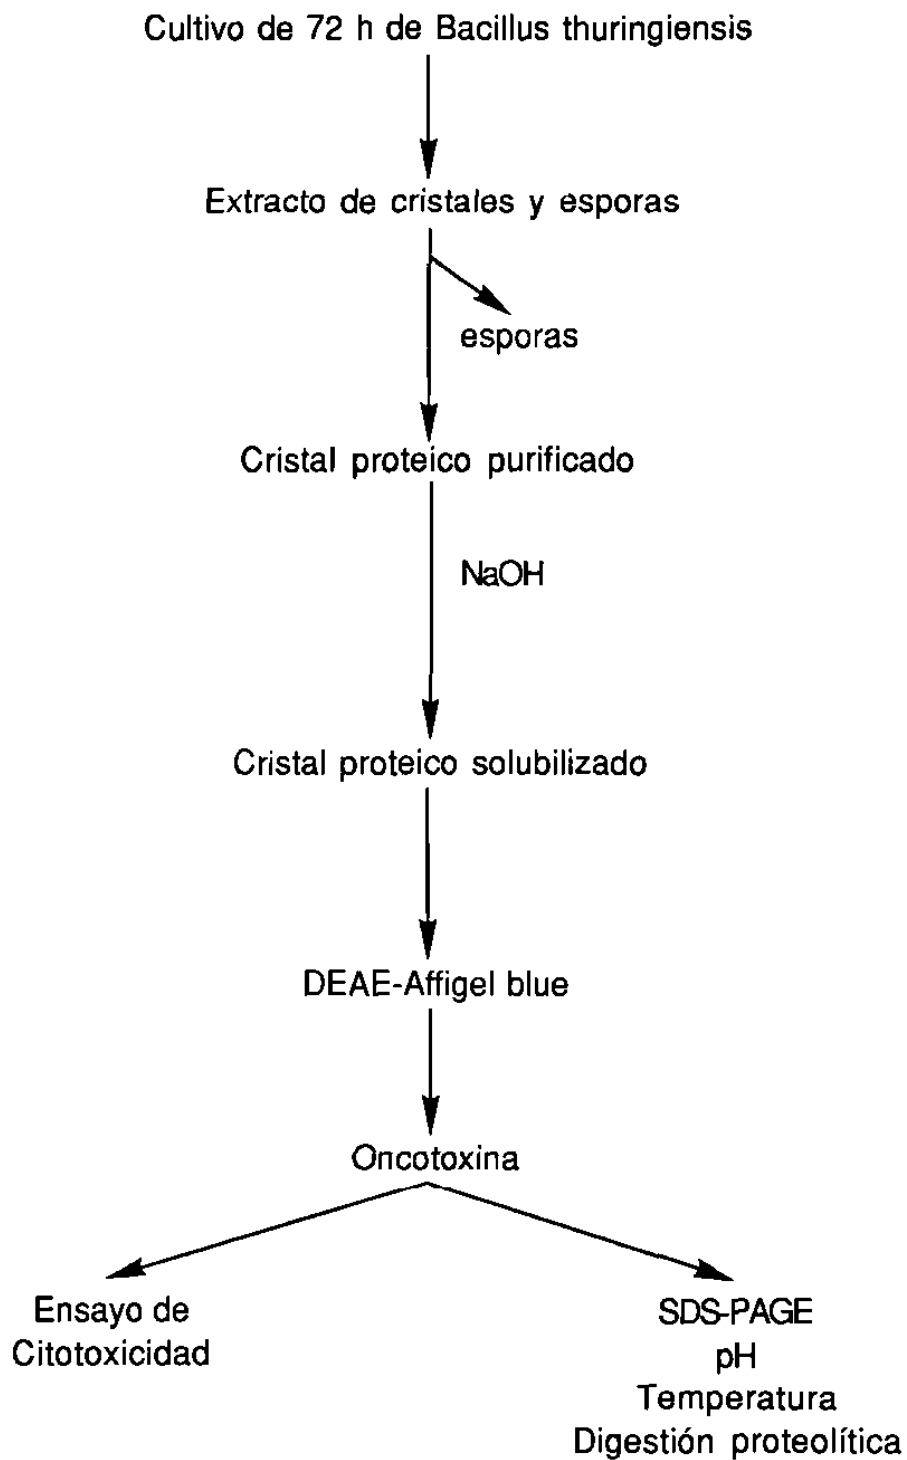 Cultivo de 72 h de Bacillus thuringiensis
Extracto de cristales y esporas
esporas
Cristal proteico purificado
NaOH
Cristal proteico solubilizado
DEAE-Affigel blue
Oncotoxina
Ensayo de
Citotoxicidad
SDS-PAGE
pH
Temperatura
Digestión proteolítica